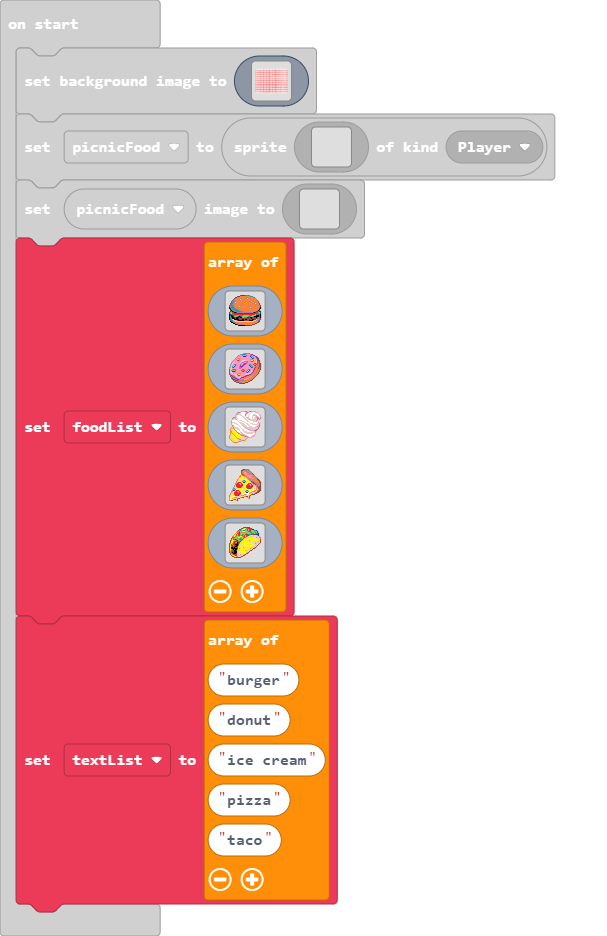 on start
set background image to
set picnicFood to sprite of kind Player
set picnicFood image to
array of
set foodList to
array of
"burger"
"donut"
set textList to "ice cream"
"pizza"
"taco"